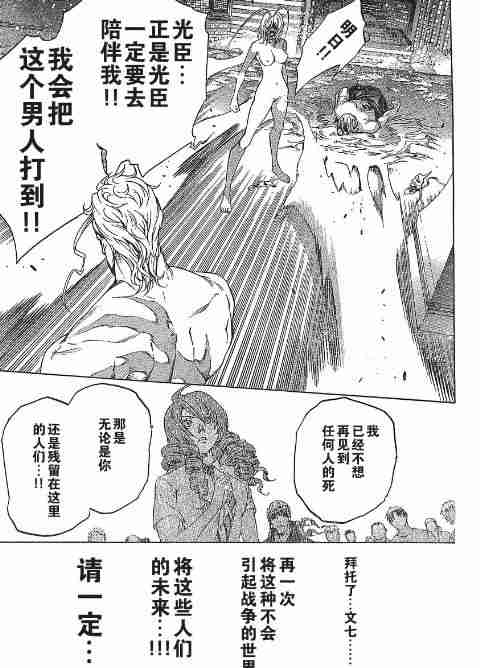 明日!!
光臣…
正是光臣
一定要去
陪伴我!!
我会把
这个男人打到!!
我
已经不想
再见到
任何人的死
那是
无论是你
还是残留在这里
的人们…!!
拜托了…文七…
再一次
将这种不会
引起战争的世界
将这些人们
的未来…!!!
请一定…